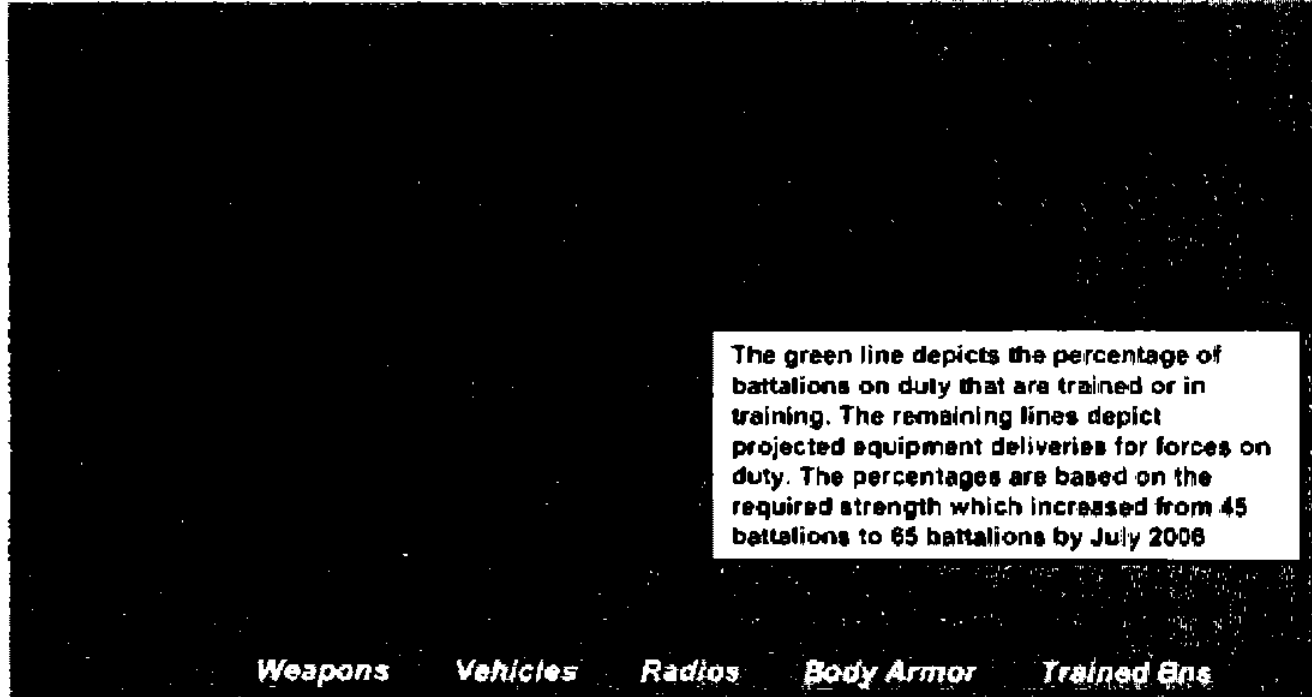 The green line depicts the percentage of
battalions on duty that are trained or in
training. The remaining lines depict
projected equipment deliveries for forces on
duty. The percentages are based on the
required strength which increased from 45
battalions to 65 battalions by July 2006
Weapons Vehicles Radios Body Armor Trained Bns